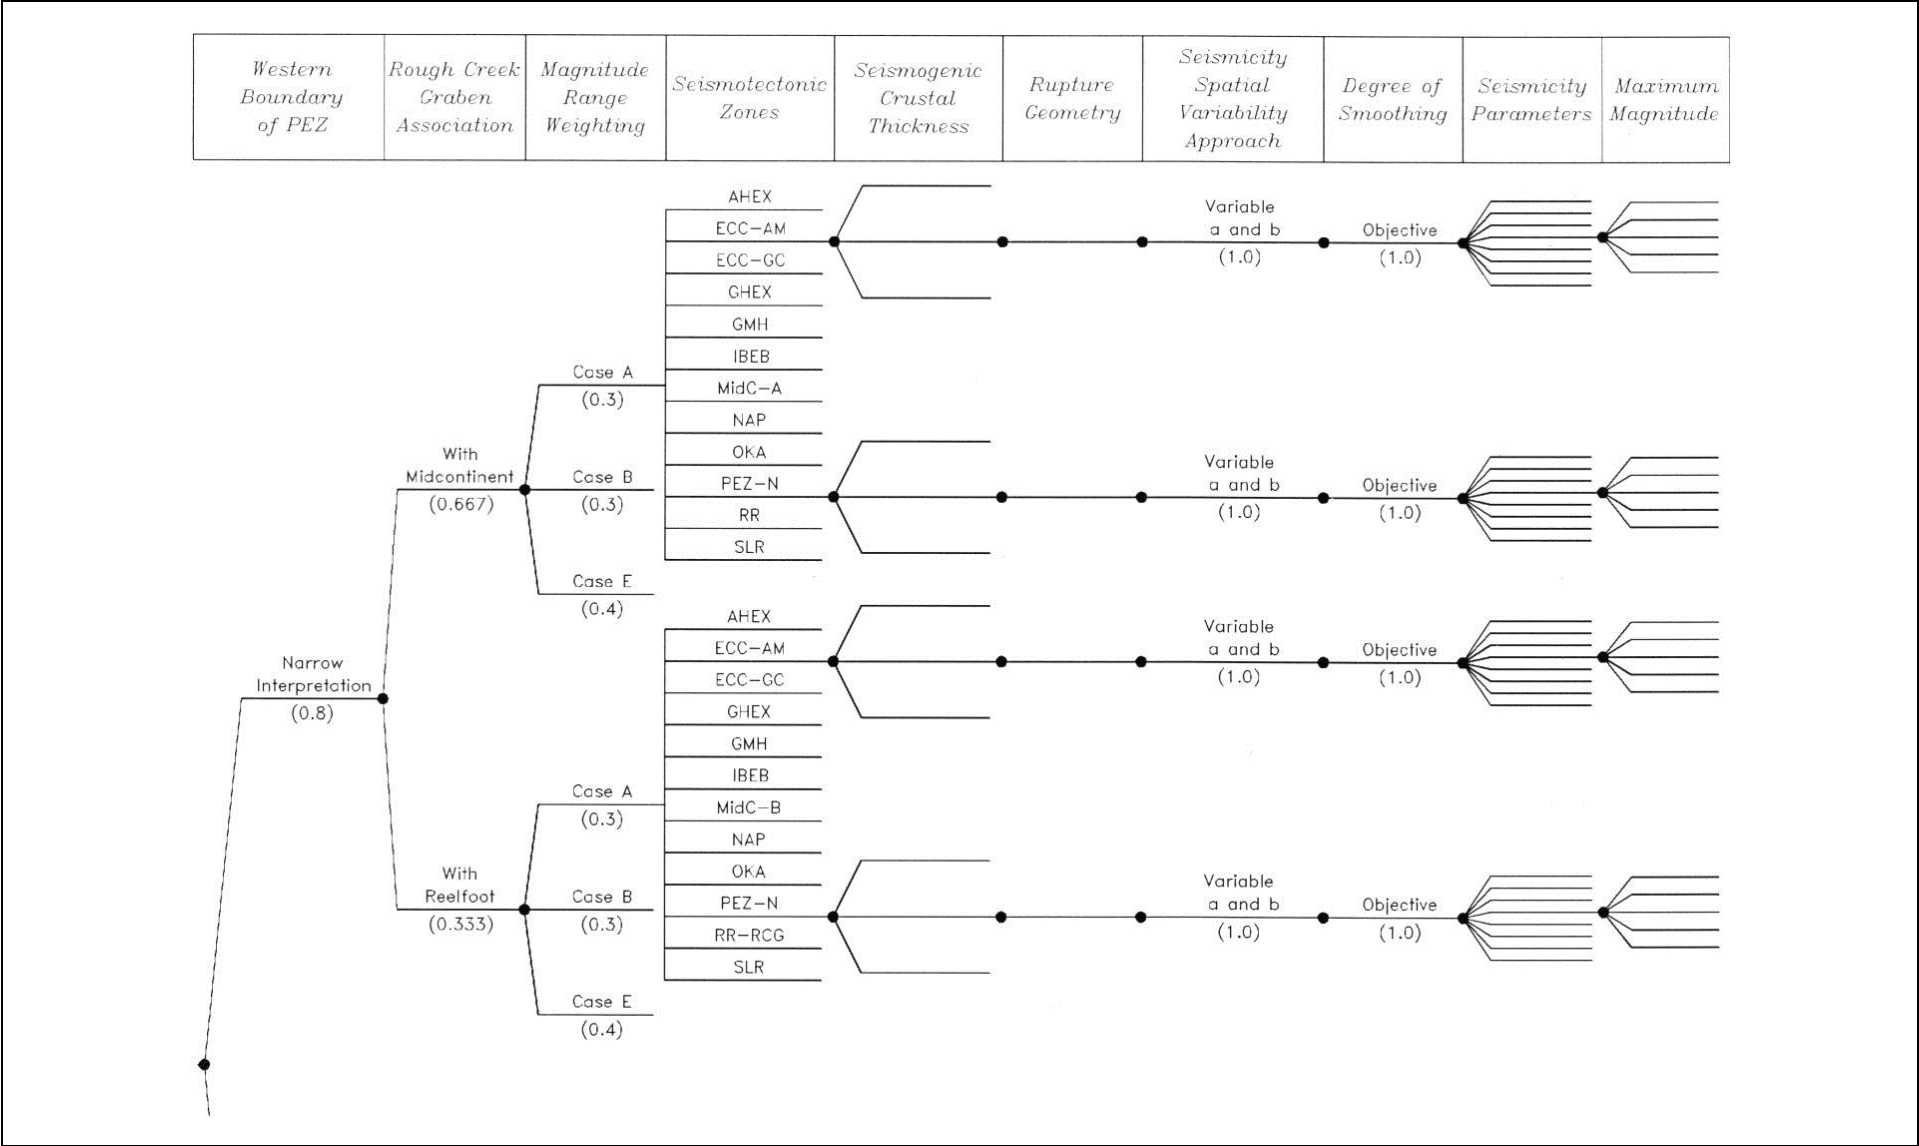 Western
Boundary
of PEZ
Rough Creek
Graben
Association
Magnitude
Range
Weighting
Seismotectonic
Zones
Seismogenic
Crustal
Thickness
Rupture
Geometry
Seismicity
Spatial
Variability
Approach
Degree of
Smoothing
Seismicity
Parameters
Maximum
Magnitude
Narrow
Interpretation
(0.8)
With
Midcontinent
(0.667)
Case A
(0.3)
Case B
(0.3)
Case E
(0.4)
AHEX
ECC-AM
ECC-GC
GHEX
GMH
IBEB
MidC-A
NAP
OKA
PEZ-N
RR
SLR
Variable
a and b
(1.0)
Objective
(1.0)
Variable
a and b
(1.0)
Objective
(1.0)
With
Reelfoot
(0.333)
Case A
(0.3)
Case B
(0.3)
Case E
(0.4)
AHEX
ECC-AM
ECC-GC
GHEX
GMH
IBEB
MidC-B
NAP
OKA
PEZ-N
RR-RCG
SLR
Variable
a and b
(1.0)
Objective
(1.0)
Variable
a and b
(1.0)
Objective
(1.0)